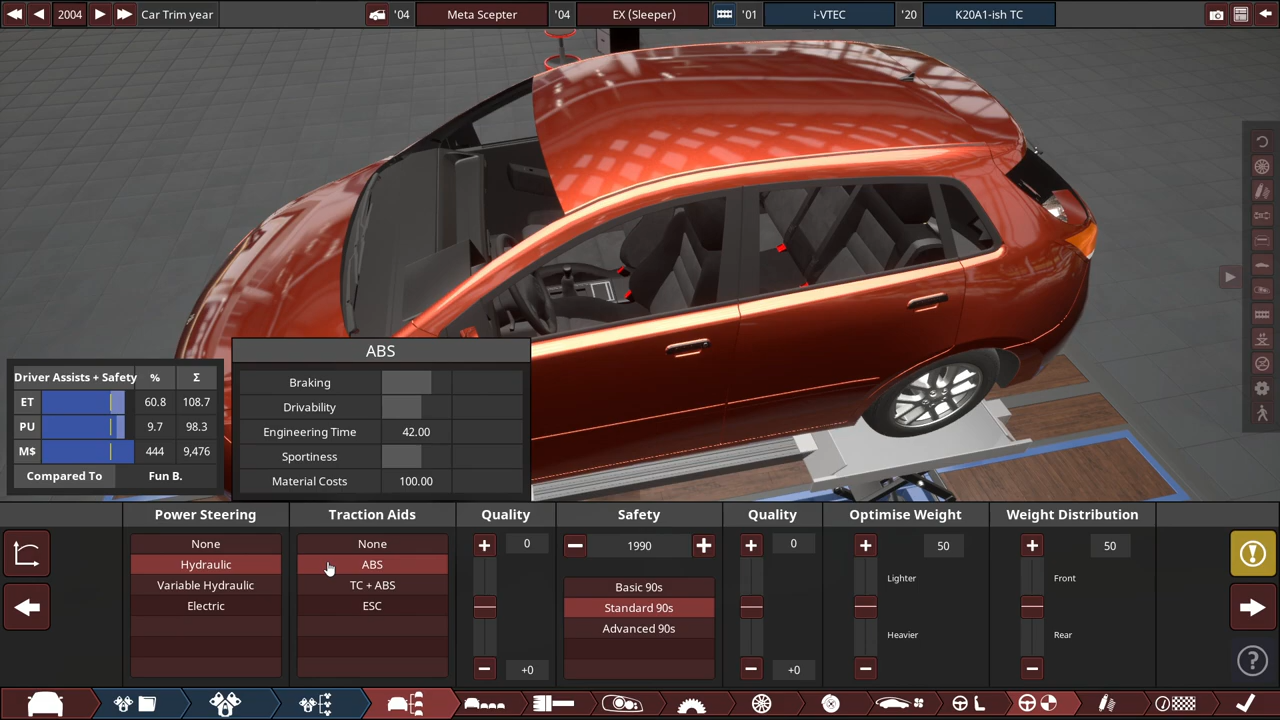 2004 Car Trim year '04 Meta Scepter '04 EX (Sleeper) '01 i-VTEC '20 K20A1-ish TC
ABS
Braking
Drivability
Engineering Time 42.00
Sportiness
Material Costs 100.00
Driver Assists + Safety % Σ
ET 60.8 108.7
PU 9.7 98.3
M$ 444 9,476
Compared To Fun B.
Power Steering
None
Hydraulic
Variable Hydraulic
Electric
Traction Aids
None
ABS
TC + ABS
ESC
Quality
+ 0
- +0
Safety
- 1990 +
Basic 90s
Standard 90s
Advanced 90s
Quality
+ 0
- +0
Optimise Weight
+ 50
Lighter
Heavier
-
Weight Distribution
+ 50
Front
Rear
-
!
?